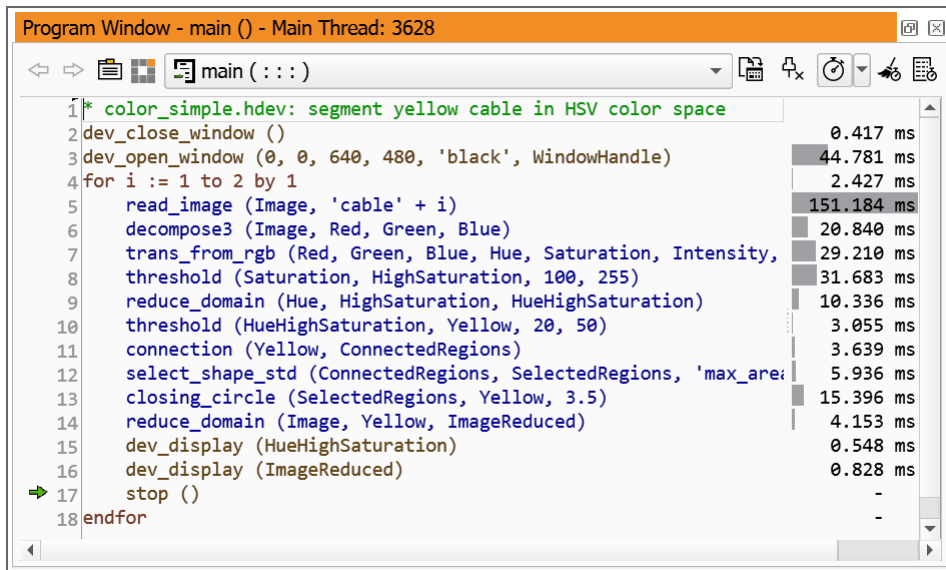 Program Window - main () - Main Thread: 3628
main ( : : : )
1 * color_simple.hdev: segment yellow cable in HSV color space
2 dev_close_window () 0.417 ms
3 dev_open_window (0, 0, 640, 480, 'black', WindowHandle) 44.781 ms
4 for i := 1 to 2 by 1 2.427 ms
5 read_image (Image, 'cable' + i) 151.184 ms
6 decompose3 (Image, Red, Green, Blue) 20.840 ms
7 trans_from_rgb (Red, Green, Blue, Hue, Saturation, Intensity, 29.210 ms
8 threshold (Saturation, HighSaturation, 100, 255) 31.683 ms
9 reduce_domain (Hue, HighSaturation, HueHighSaturation) 10.336 ms
10 threshold (HueHighSaturation, Yellow, 20, 50) 3.055 ms
11 connection (Yellow, ConnectedRegions) 3.639 ms
12 select_shape_std (ConnectedRegions, SelectedRegions, 'max_area 5.936 ms
13 closing_circle (SelectedRegions, Yellow, 3.5) 15.396 ms
14 reduce_domain (Image, Yellow, ImageReduced) 4.153 ms
15 dev_display (HueHighSaturation) 0.548 ms
16 dev_display (ImageReduced) 0.828 ms
17 stop () -
18 endfor -